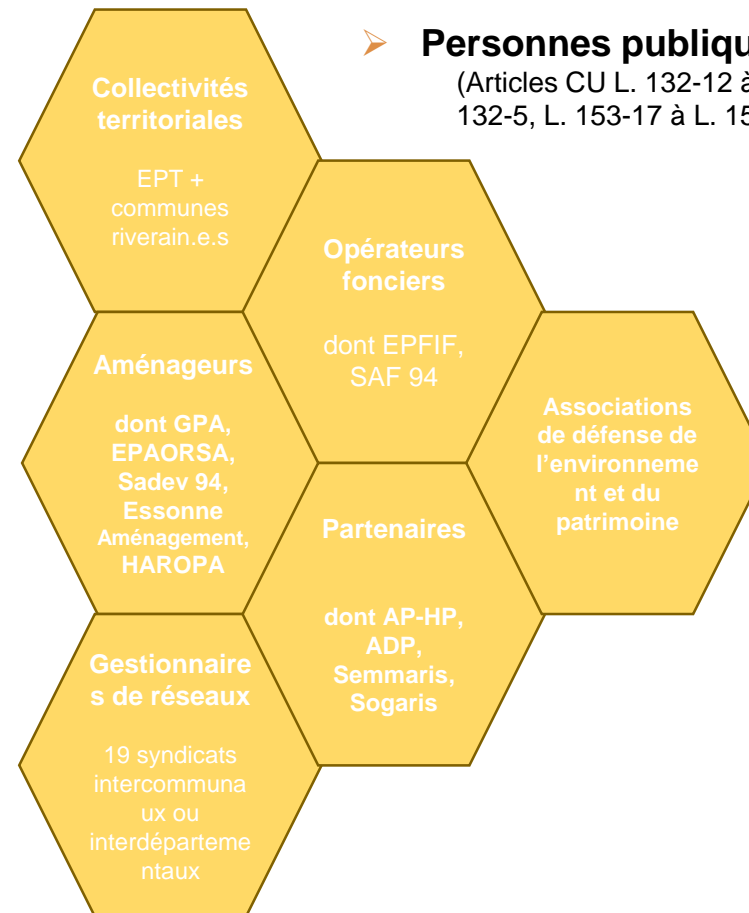 ➢ Personnes publiqu
(Articles CU L. 132-12 à
132-5, L. 153-17 à L. 15
Collectivités
territoriales
EPT +
communes
riverain.e.s
Opérateurs
fonciers
dont EPFIF,
SAF 94
Aménageurs
dont GPA,
EPAORSA,
Sadev 94,
Essonne
Aménagement,
HAROPA
Associations
de défense de
l’environneme
nt et du
patrimoine
Partenaires
dont AP-HP,
ADP,
Semmaris,
Sogaris
Gestionnaire
s de réseaux
19 syndicats
intercommuna
ux ou
interdéparteme
ntaux